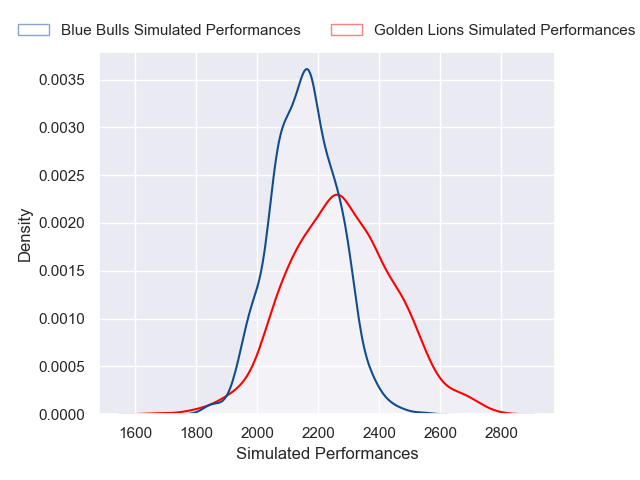 Blue Bulls Simulated Performances Golden Lions Simulated Performances
0.0035
0.0030
0.0025
0.0020
0.0015
0.0010
0.0005
0.0000
Density
1600 1800 2000 2200 2400 2600 2800
Simulated Performances